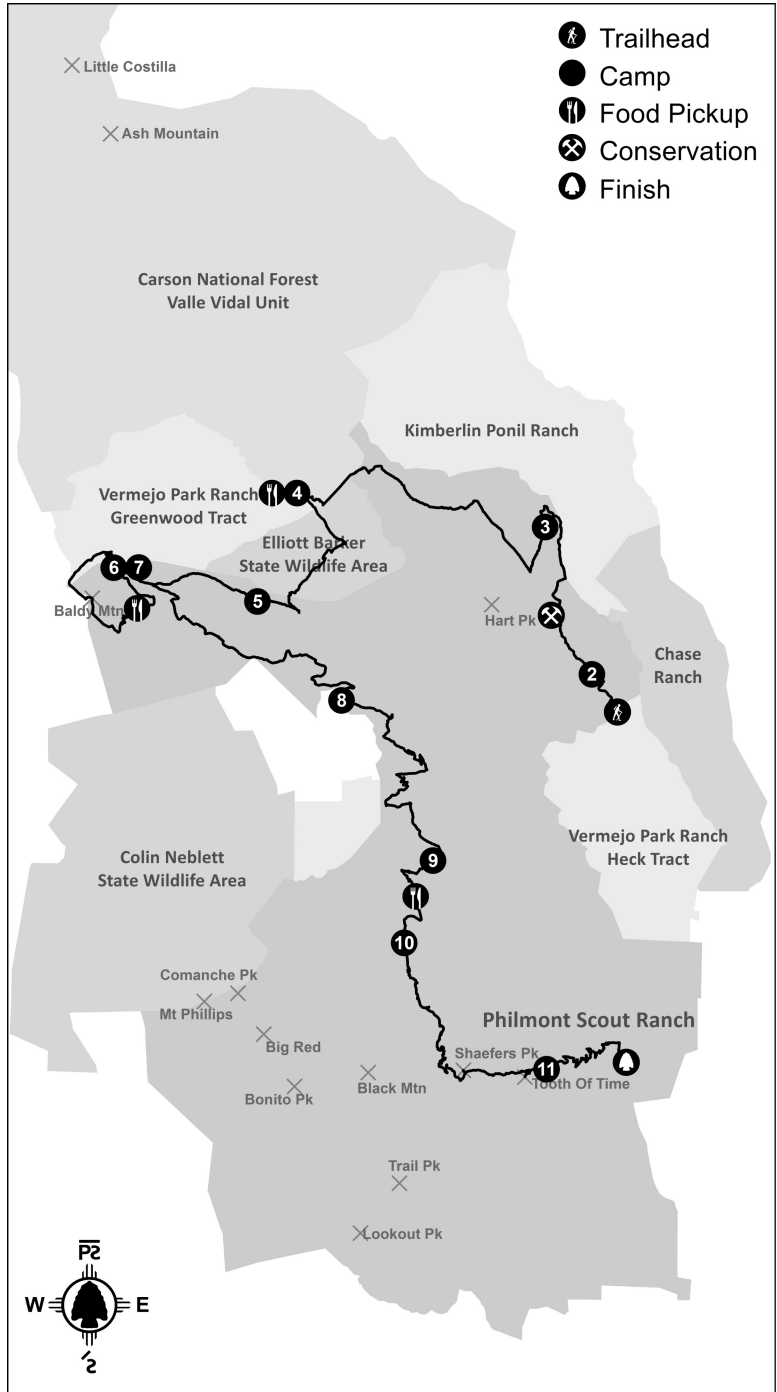 Trailhead
Camp
Food Pickup
Conservation
Finish
Little Costilla
Ash Mountain
Carson National Forest
Valle Vidal Unit
Kimberlin Ponil Ranch
Vermejo Park Ranch
Greenwood Tract
4
3
Elliott Barker
State Wildlife Area
6
7
5
Baldy Mtn
Hart Pk
2
Chase
Ranch
8
Vermejo Park Ranch
Heck Tract
Colin Neblett
State Wildlife Area
9
10
Comanche Pk
Mt Phillips
Big Red
Bonito Pk
Black Mtn
Philmont Scout Ranch
Shaefers Pk
11
Tooth Of Time
Trail Pk
Lookout Pk
W
E